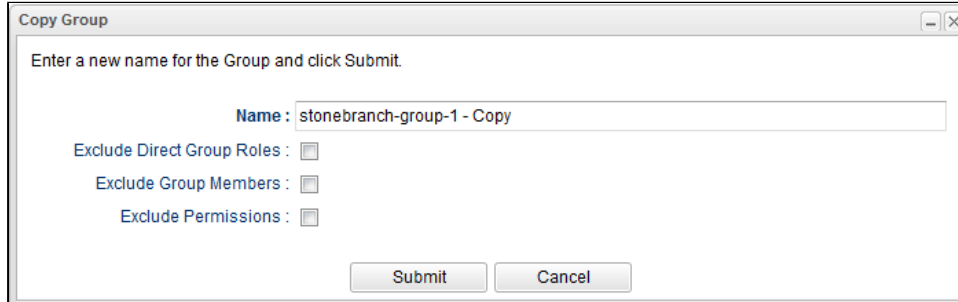 Copy Group
Enter a new name for the Group and click Submit.
Name : stonebranch-group-1 - Copy
Exclude Direct Group Roles :
Exclude Group Members :
Exclude Permissions :
Submit Cancel